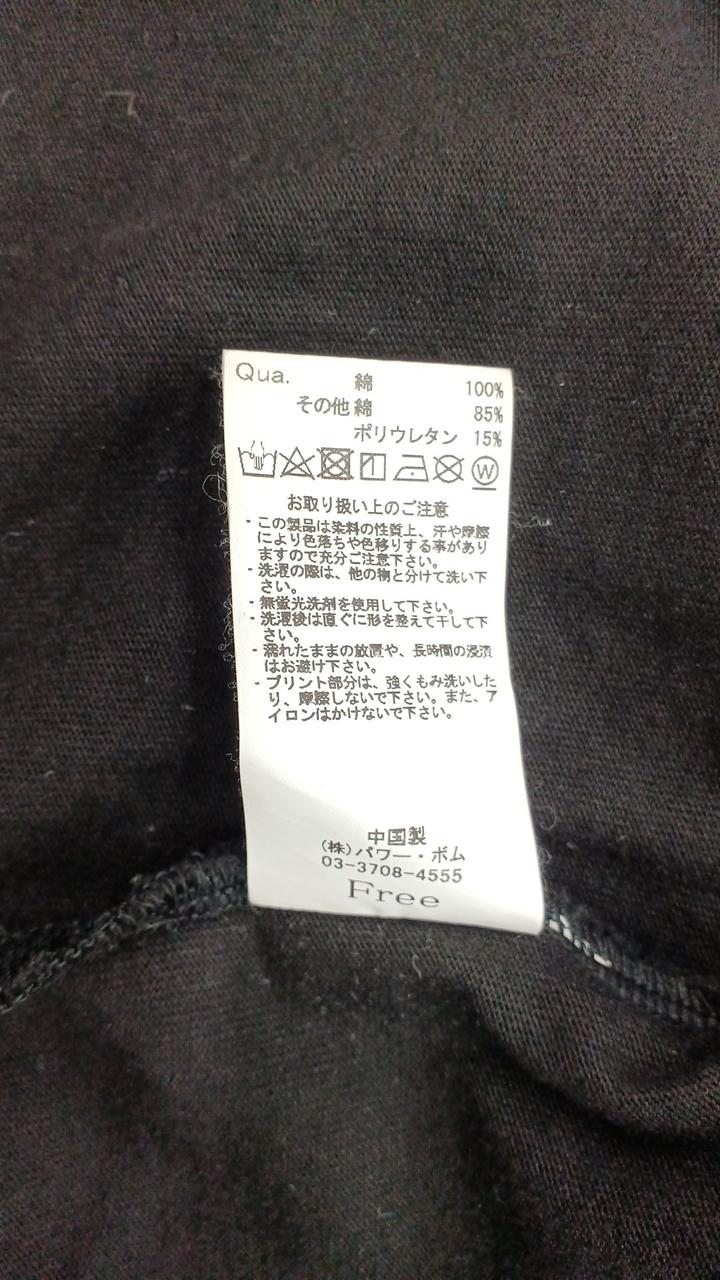 Qua. 綿 100%
その他 綿 85%
ポリウレタン 15%
W
お取り扱い上のご注意
・この製品は染料の性質上、汗や摩擦
により色落ちや色移りする事があり
ますので充分ご注意下さい。
・洗濯の際は、他の物と分けて洗い下
さい。
・無蛍光洗剤を使用して下さい。
・洗濯後は直ぐに形を整えて干して下
さい。
・濡れたままの放置や、長時間の浸漬
はお避け下さい。
・プリント部分は、強くもみ洗いした
り、摩擦しないで下さい。また、ア
イロンはかけないで下さい。
中国製
(株)パワー・ボム
03-3708-4555
Free